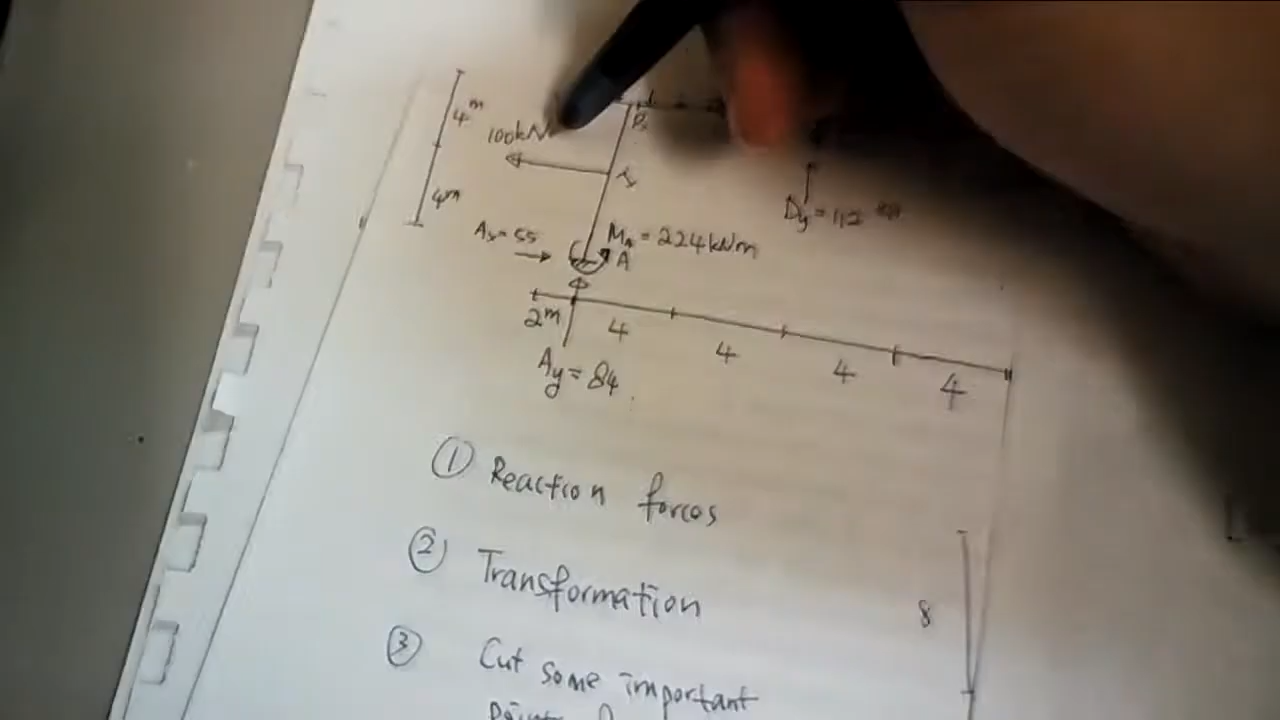 4m
100kN
4m
Dy = 112 kN
Ax = 55
MA = 224kNm
A
2m
4
4
4
4
Ay = 84
① Reaction forces
② Transformation
8
③ Cut some important